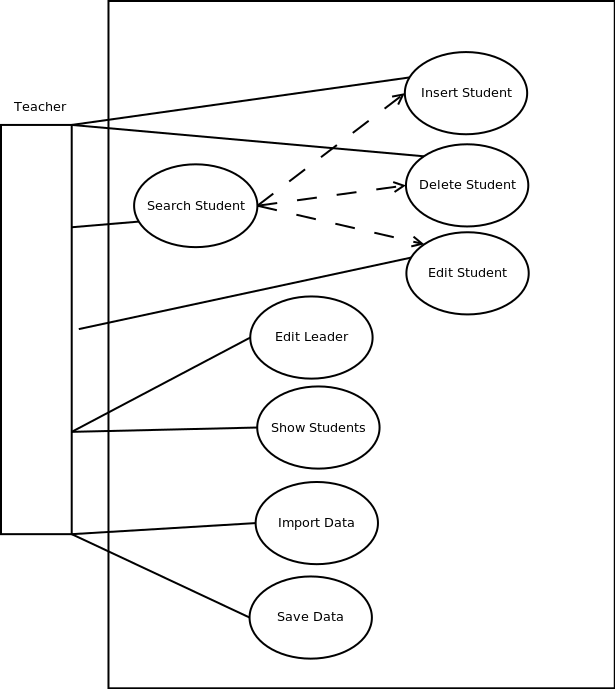 Teacher
Insert Student
Delete Student
Search Student
Edit Student
Edit Leader
Show Students
Import Data
Save Data